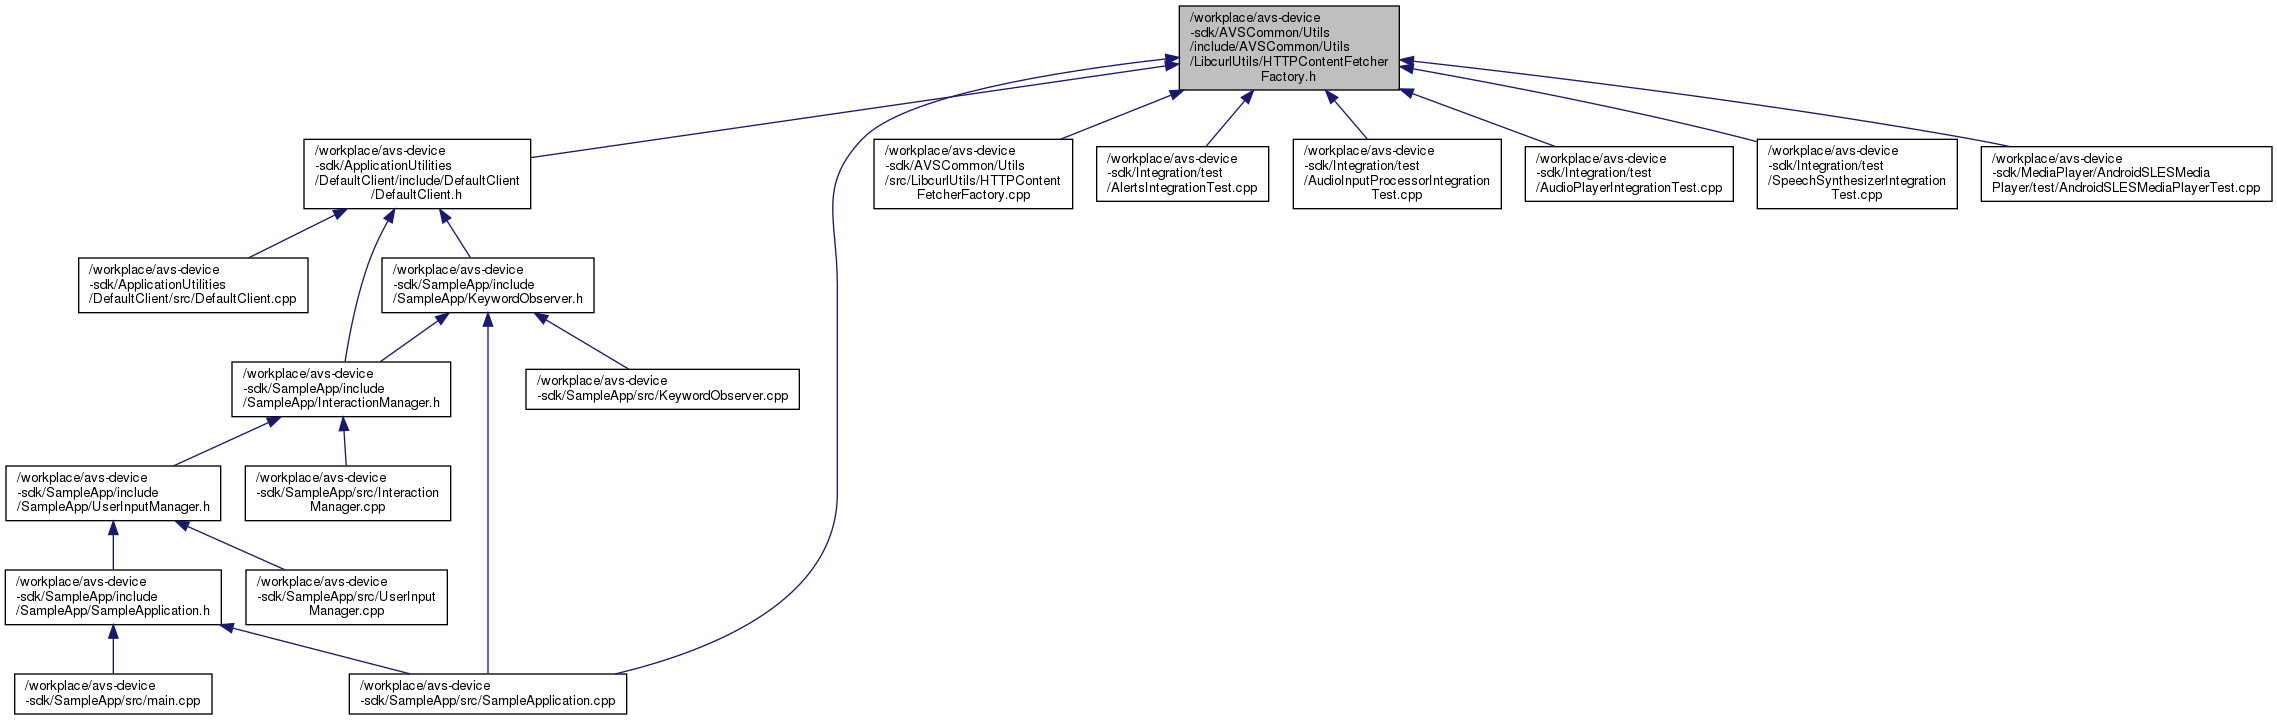 /workplace/avs-device
-sdk/AVSCommon/Utils
/include/AVSCommon/Utils
/LibcurlUtils/HTTPContentFetcher
Factory.h
/workplace/avs-device
-sdk/ApplicationUtilities
/DefaultClient/include/DefaultClient
/DefaultClient.h
/workplace/avs-device
-sdk/AVSCommon/Utils
/src/LibcurlUtils/HTTPContent
FetcherFactory.cpp
/workplace/avs-device
-sdk/Integration/test
/AlertsIntegrationTest.cpp
/workplace/avs-device
-sdk/Integration/test
/AudioInputProcessorIntegration
Test.cpp
/workplace/avs-device
-sdk/Integration/test
/AudioPlayerIntegrationTest.cpp
/workplace/avs-device
-sdk/Integration/test
/SpeechSynthesizerIntegration
Test.cpp
/workplace/avs-device
-sdk/MediaPlayer/AndroidSLESMedia
Player/test/AndroidSLESMediaPlayerTest.cpp
/workplace/avs-device
-sdk/ApplicationUtilities
/DefaultClient/src/DefaultClient.cpp
/workplace/avs-device
-sdk/SampleApp/include
/SampleApp/KeywordObserver.h
/workplace/avs-device
-sdk/SampleApp/include
/SampleApp/InteractionManager.h
/workplace/avs-device
-sdk/SampleApp/src/KeywordObserver.cpp
/workplace/avs-device
-sdk/SampleApp/include
/SampleApp/UserInputManager.h
/workplace/avs-device
-sdk/SampleApp/src/Interaction
Manager.cpp
/workplace/avs-device
-sdk/SampleApp/include
/SampleApp/SampleApplication.h
/workplace/avs-device
-sdk/SampleApp/src/UserInput
Manager.cpp
/workplace/avs-device
-sdk/SampleApp/src/main.cpp
/workplace/avs-device
-sdk/SampleApp/src/SampleApplication.cpp